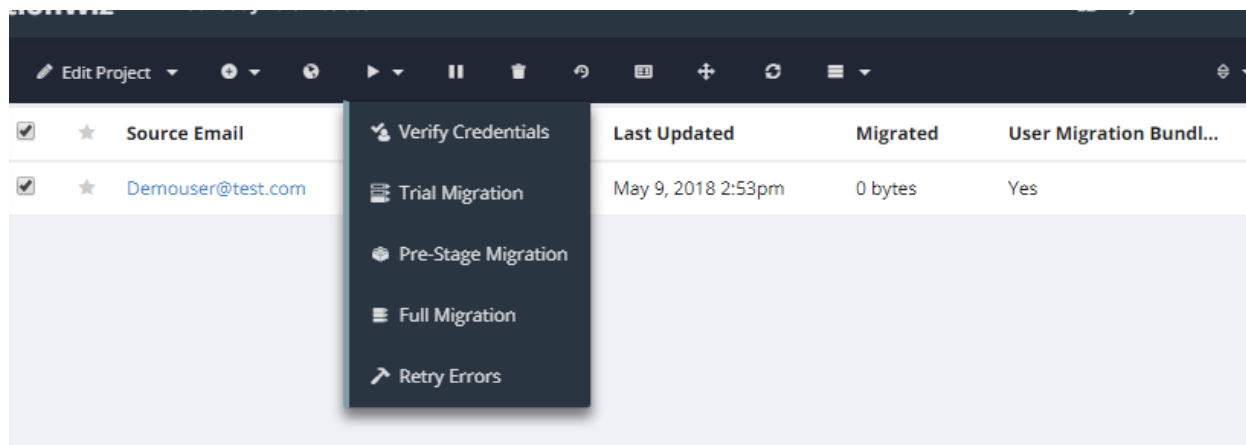 Edit Project
Source Email
Last Updated
Migrated
User Migration Bundl...
Demouser@test.com
May 9, 2018 2:53pm
0 bytes
Yes
Verify Credentials
Trial Migration
Pre-Stage Migration
Full Migration
Retry Errors